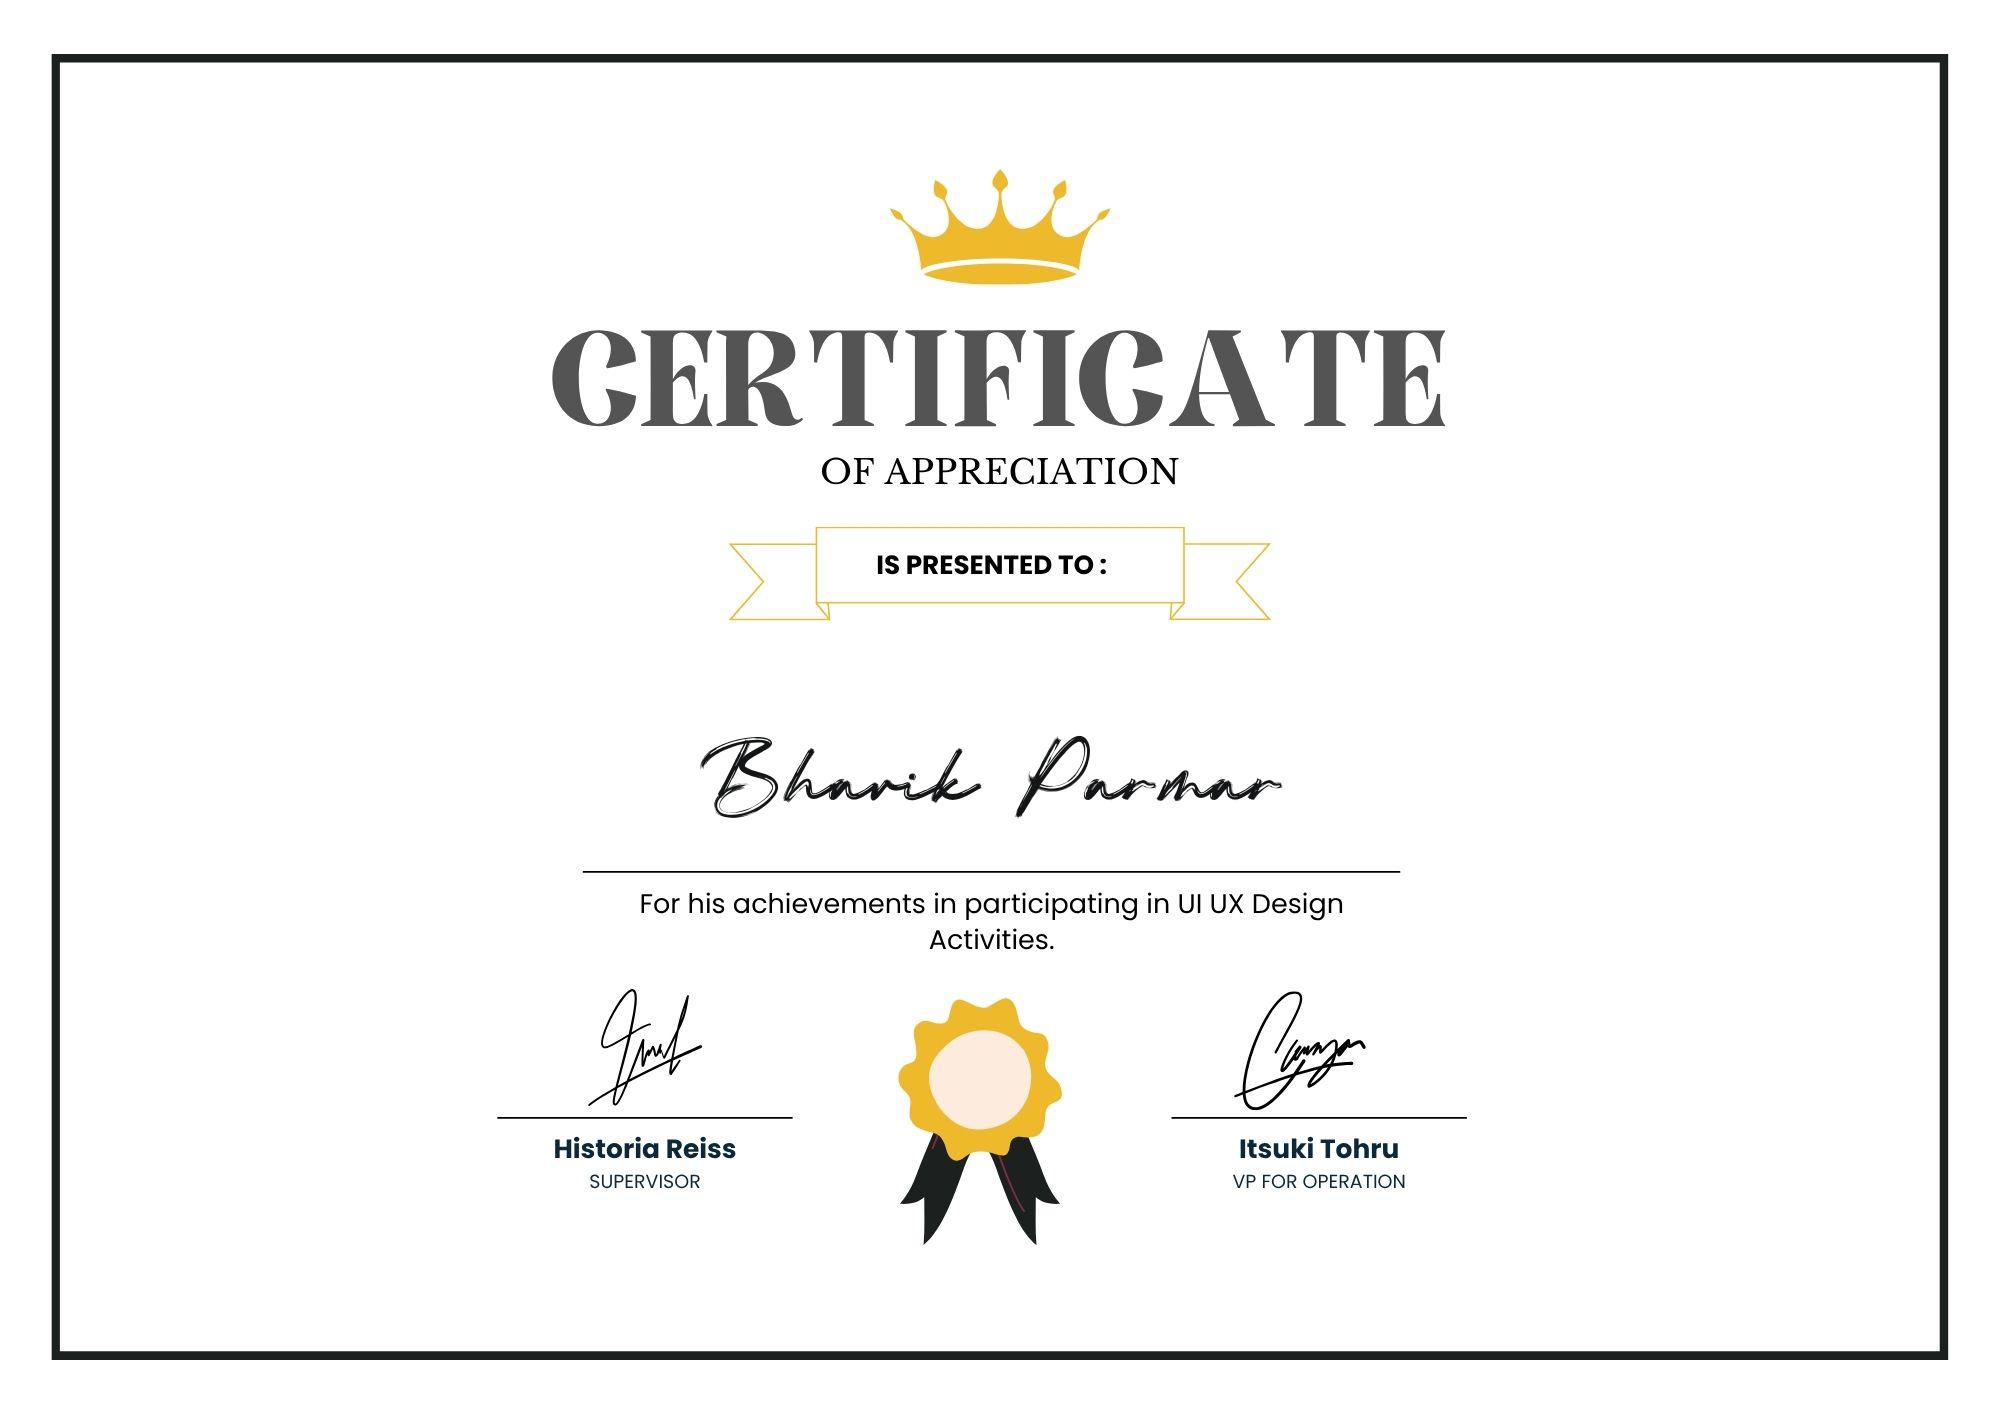 CERTIFICATE
OF APPRECIATION
IS PRESENTED TO :
Bhavik Parmar
For his achievements in participating in UI UX Design
Activities.
Historia Reiss
SUPERVISOR
Itsuki Tohru
VP FOR OPERATION